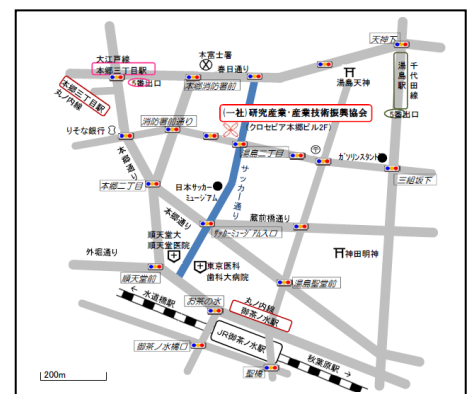 天神下
本富士署
大江戸線
本郷三丁目駅
春日通り
5番出口
本郷消防署前
湯島天神
湯島駅
千代田線
本郷三丁目駅
丸ノ内線
(一社)研究産業・産業技術振興協会
(クロセビア本郷ビル2F)
番出口
消防署前通り
りそな銀行
湯島二丁目
ガソリンスタンド
三組坂下
本郷通り
サッカー通り
本郷二丁目
日本サッカー
ミュージアム
本郷通り
蔵前橋通り
サッカーミュージアム入口
外堀通り
順天堂大
順天堂医院
神田明神
東京医科
歯科大病院
順天堂前
湯島聖堂前
水道橋駅
お茶の水
丸ノ内線
御茶ノ水駅
御茶ノ水橋口
JR御茶ノ水駅
秋葉原駅→
聖橋
200m